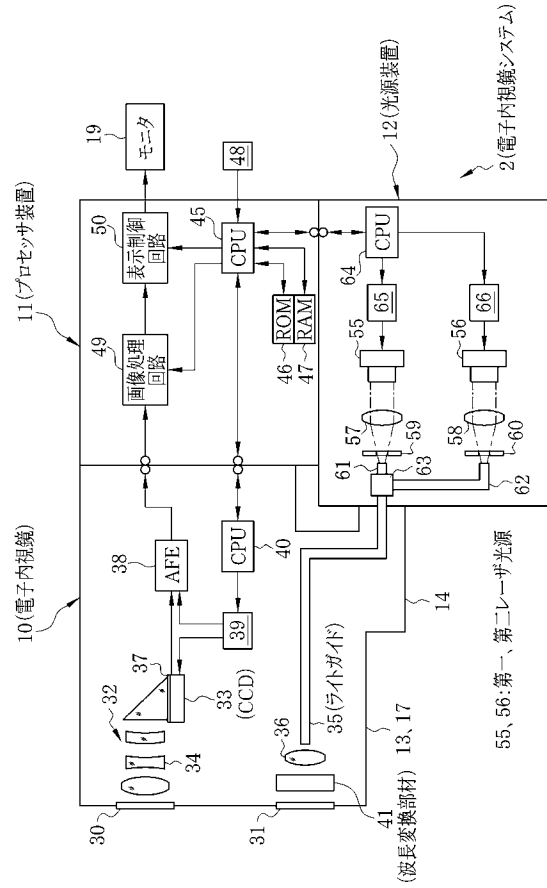 2(電子内視鏡システム)
10(電子内視鏡)
11(プロセッサ装置)
12(光源装置)
19
モニタ
50
表示制御
回路
49
画像処理
回路
45
CPU
48
ROM
RAM
46
47
38
AFE
CPU
40
39
37
33
(CCD)
32
34
30
31
36
35(ライトガイド)
41
(波長変換部材)
13、17
14
CPU
64
65
66
55
56
57
58
59
60
61
63
62
55、56:第一、第二レーザ光源